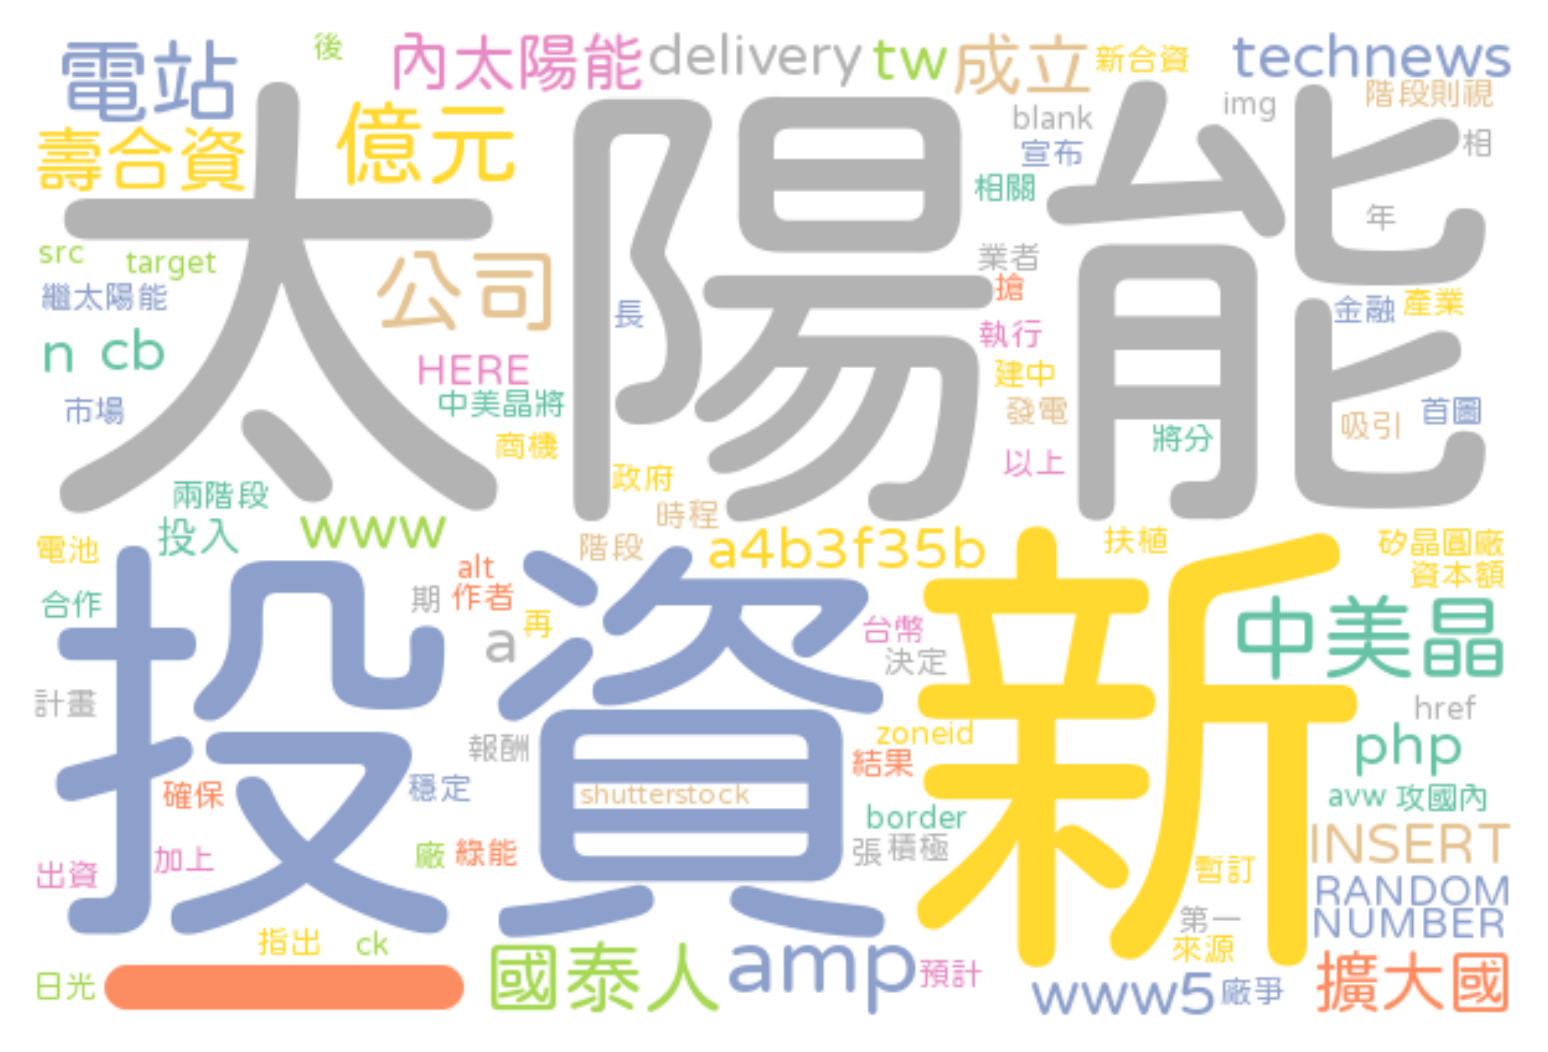 電站
後
內太陽能
delivery
tw
成立
新合資
technews
壽合資
億元
太陽能
blank
img
階段則視
宣布
相
相關
年
src
target
公司
業者
繼太陽能
長
搶
金融
產業
n
cb
HERE
執行
市場
中美晶將
建中
商機
發電
將分
吸引
首圖
以上
兩階段
政府
投入
www
時程
電池
階段
a4b3f35b
扶植
矽晶圓廠
alt
資本額
合作
期
作者
再
投資
新
台幣
中美晶
a
決定
計畫
href
報酬
zoneid
php
結果
確保
穩定
shutterstock
avw
攻國內
border
出資
加上
廠
綠能
張
積極
INSERT
暫訂
RANDOM
第一
NUMBER
指出
ck
來源
日光
一
國泰人
amp
預計
www5
廠爭
擴大國